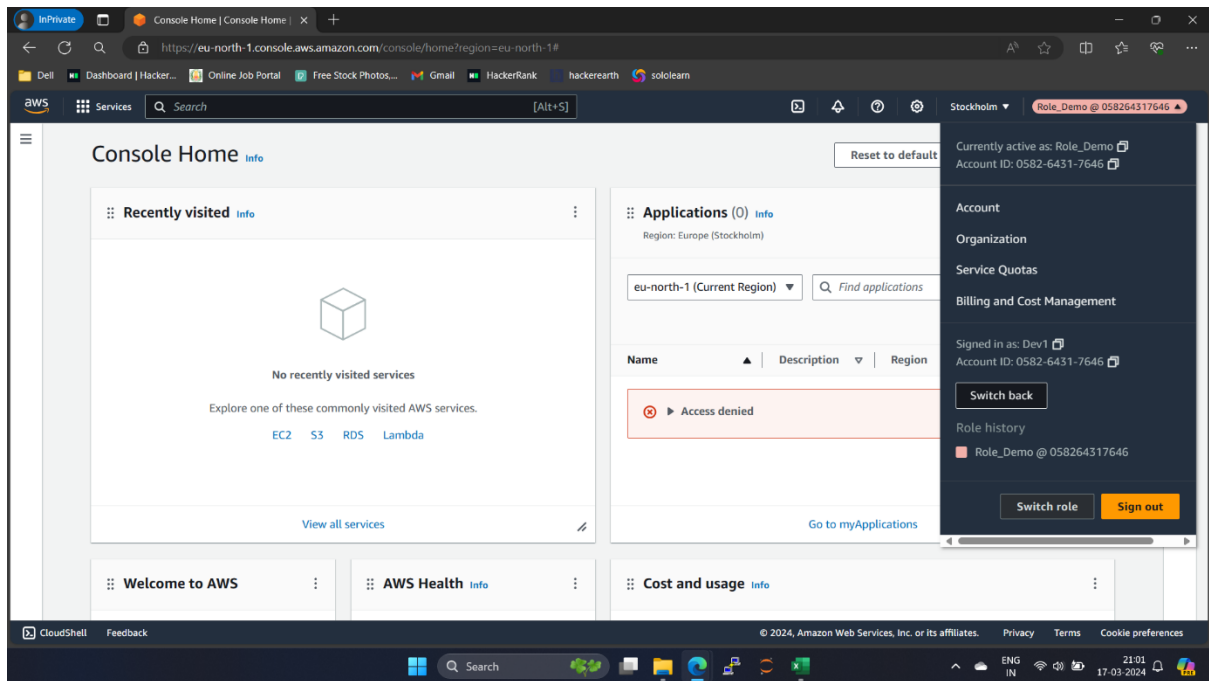 InPrivate
Console Home | Console Home |
https://eu-north-1.console.aws.amazon.com/console/home?region=eu-north-1#
Dell
Dashboard | Hacker...
Online Job Portal
Free Stock Photos,...
Gmail
HackerRank
hackerearth
sololearn
aws
Services
Search
[Alt+S]
Stockholm
Role_Demo @ 058264317646
Currently active as: Role_Demo
Account ID: 0582-6431-7646
Account
Organization
Service Quotas
Billing and Cost Management
Signed in as: Dev1
Account ID: 0582-6431-7646
Switch back
Role history
Role_Demo @ 058264317646
Switch role
Sign out
Console Home Info
Reset to default
Recently visited Info
No recently visited services
Explore one of these commonly visited AWS services.
EC2 S3 RDS Lambda
View all services
Applications (0) Info
Region: Europe (Stockholm)
eu-north-1 (Current Region)
Find applications
Name
Description
Region
Access denied
Go to myApplications
Welcome to AWS
AWS Health Info
Cost and usage Info
CloudShell
Feedback
© 2024, Amazon Web Services, Inc. or its affiliates.
Privacy
Terms
Cookie preferences
Search
ENG
IN
21:01
17-03-2024